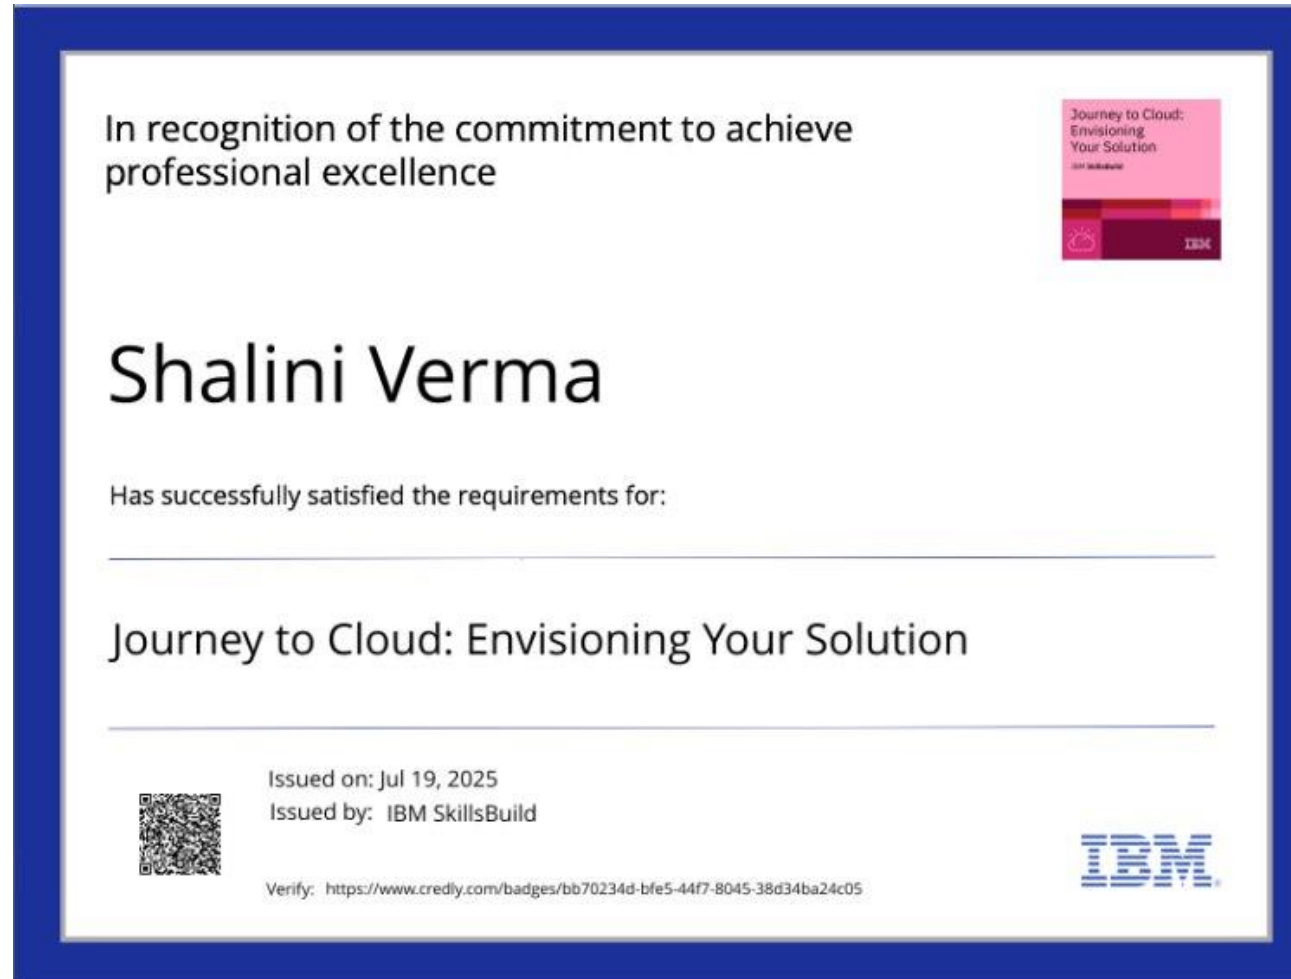 In recognition of the commitment to achieve
professional excellence
Journey to Cloud:
Envisioning
Your Solution
IBM SkillsBuild
IBM
Shalini Verma
Has successfully satisfied the requirements for:
Journey to Cloud: Envisioning Your Solution
Issued on: Jul 19, 2025
Issued by: IBM SkillsBuild
Verify: https://www.credly.com/badges/bb70234d-bfe5-44f7-8045-38d34ba24c05
IBM.